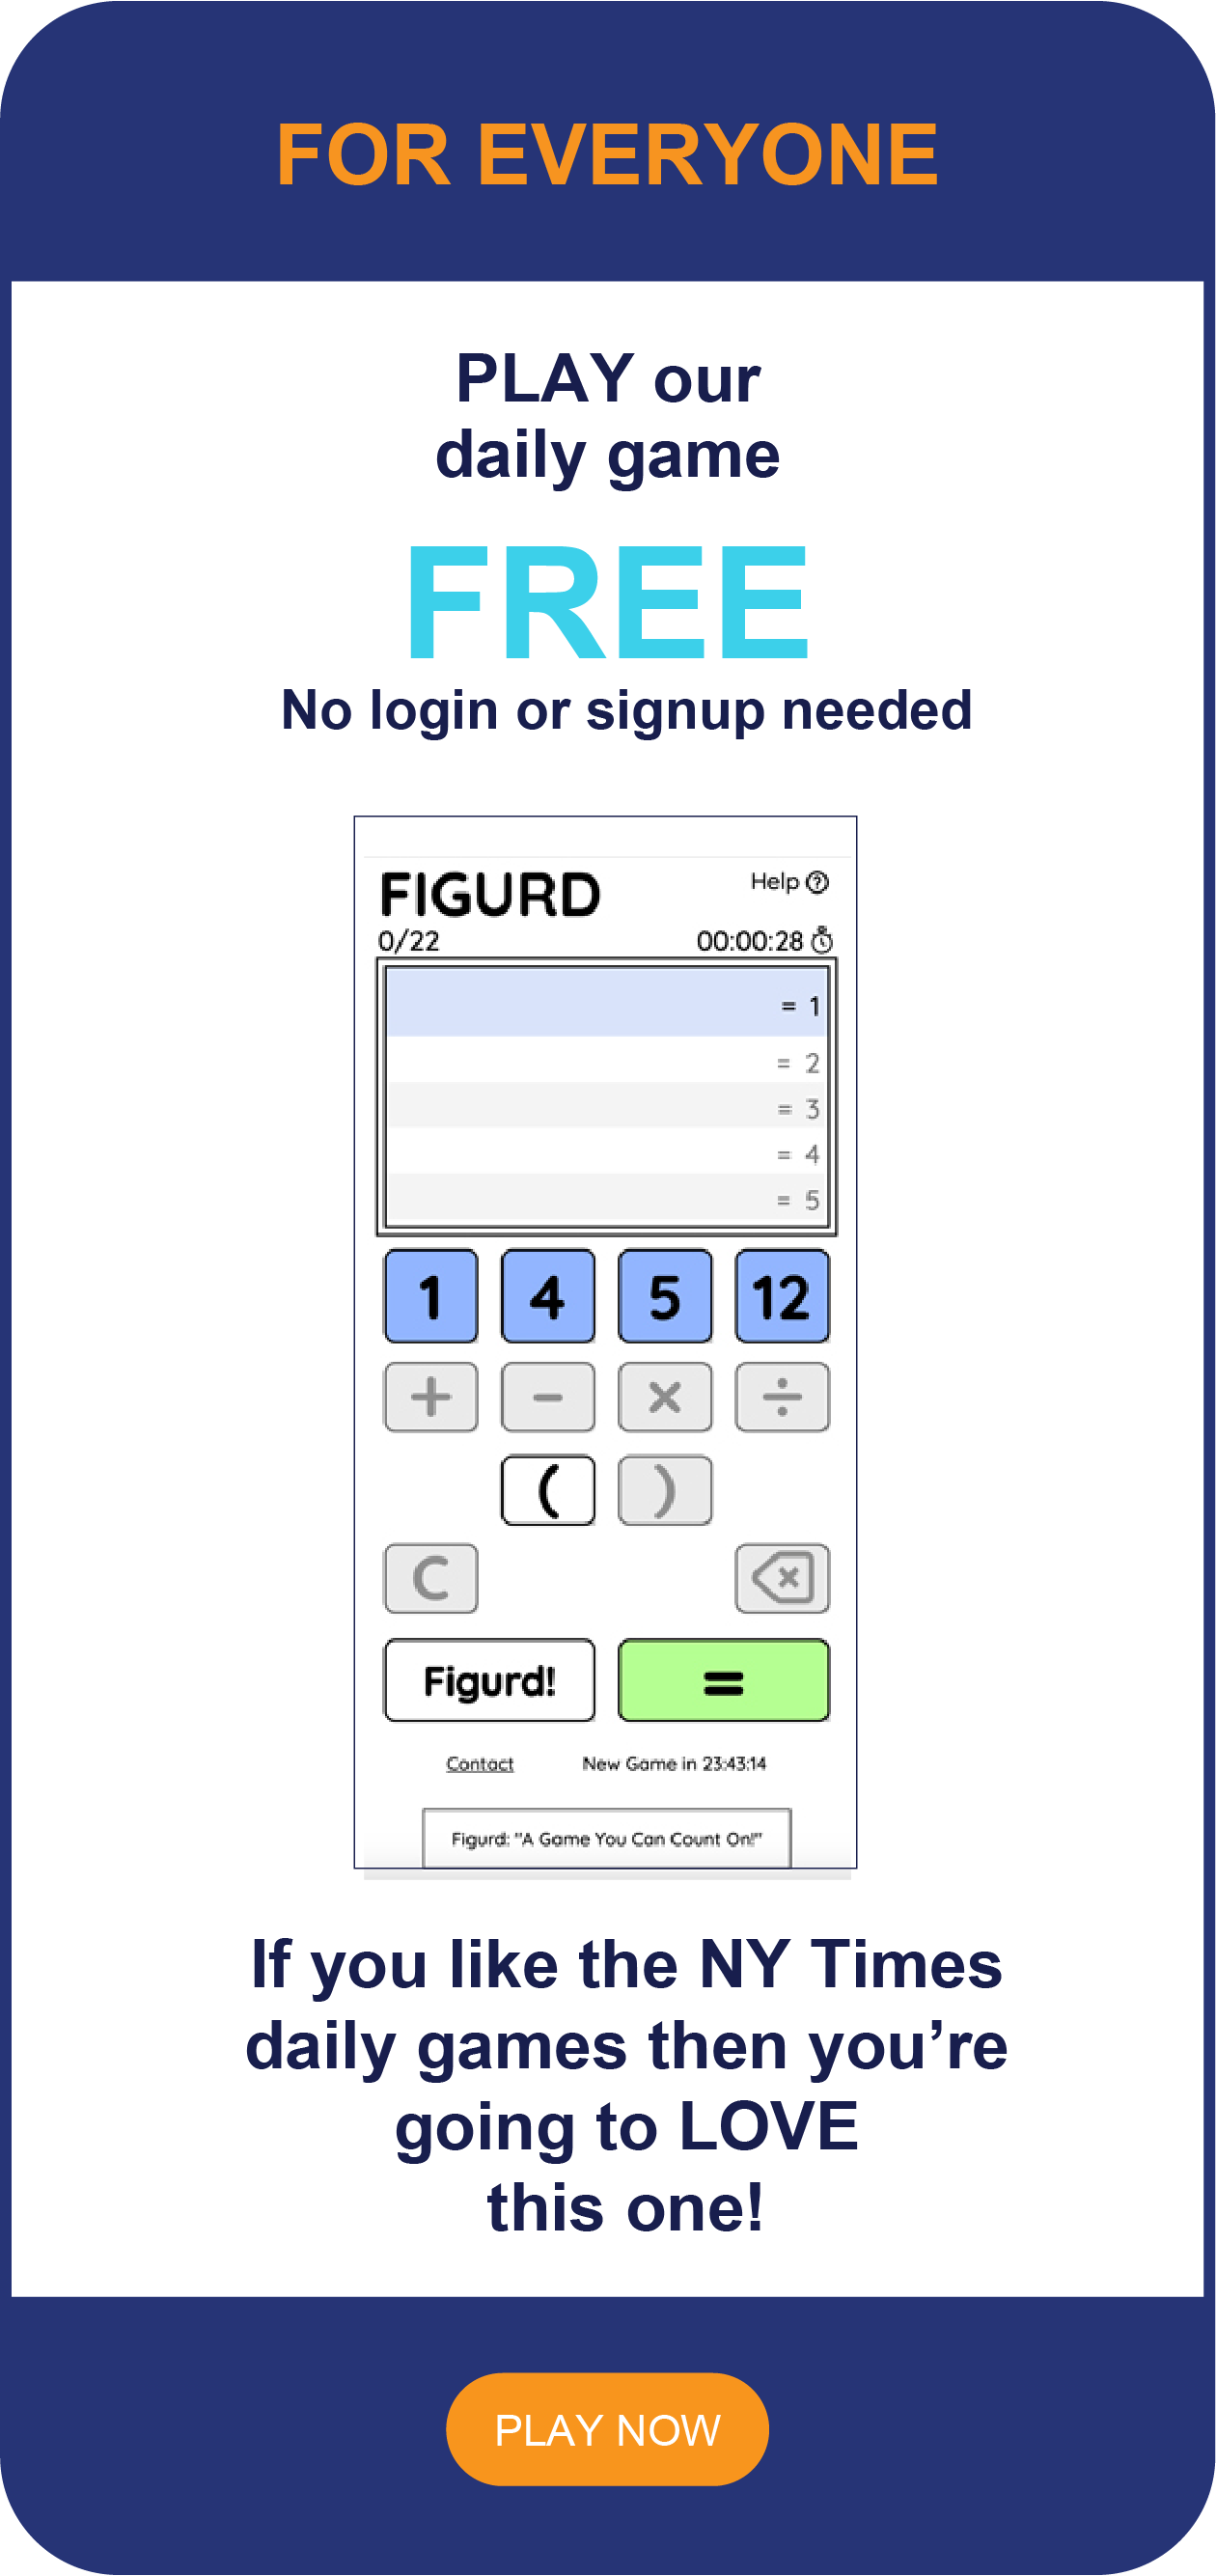 FOR EVERYONE
PLAY our
daily game
FREE
No login or signup needed
FIGURD
Help ?
0/22
00:00:28
= 1
= 2
= 3
= 4
= 5
1 4 5 12
+ − × ÷
( )
C ×
Figurd! =
Contact New Game in 23:43:14
Figurd: "A Game You Can Count On!"
If you like the NY Times
daily games then you’re
going to LOVE
this one!
PLAY NOW